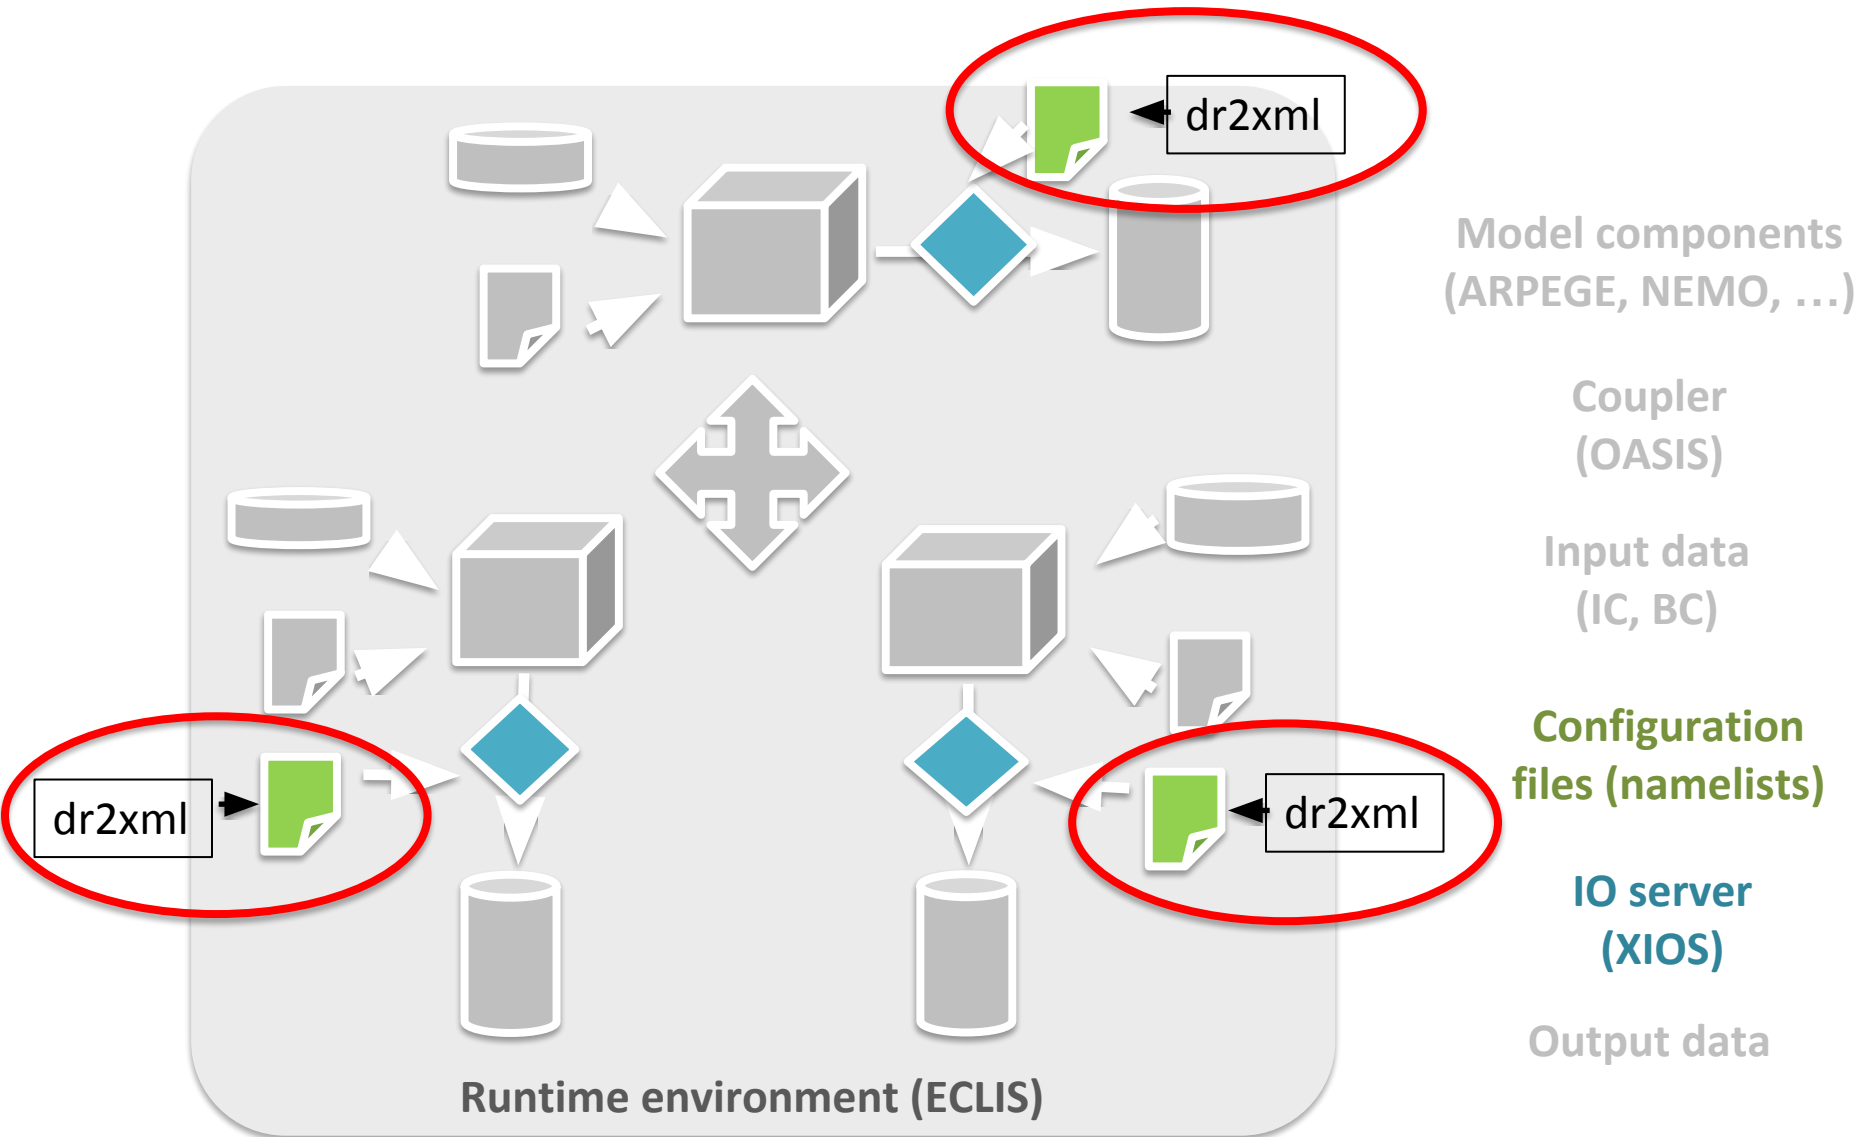 dr2xml
Model components
(ARPEGE, NEMO, ...)
Coupler
(OASIS)
Input data
(IC, BC)
Configuration
files (namelists)
dr2xml
dr2xml
IO server
(XIOS)
Output data
Runtime environment (ECLIS)